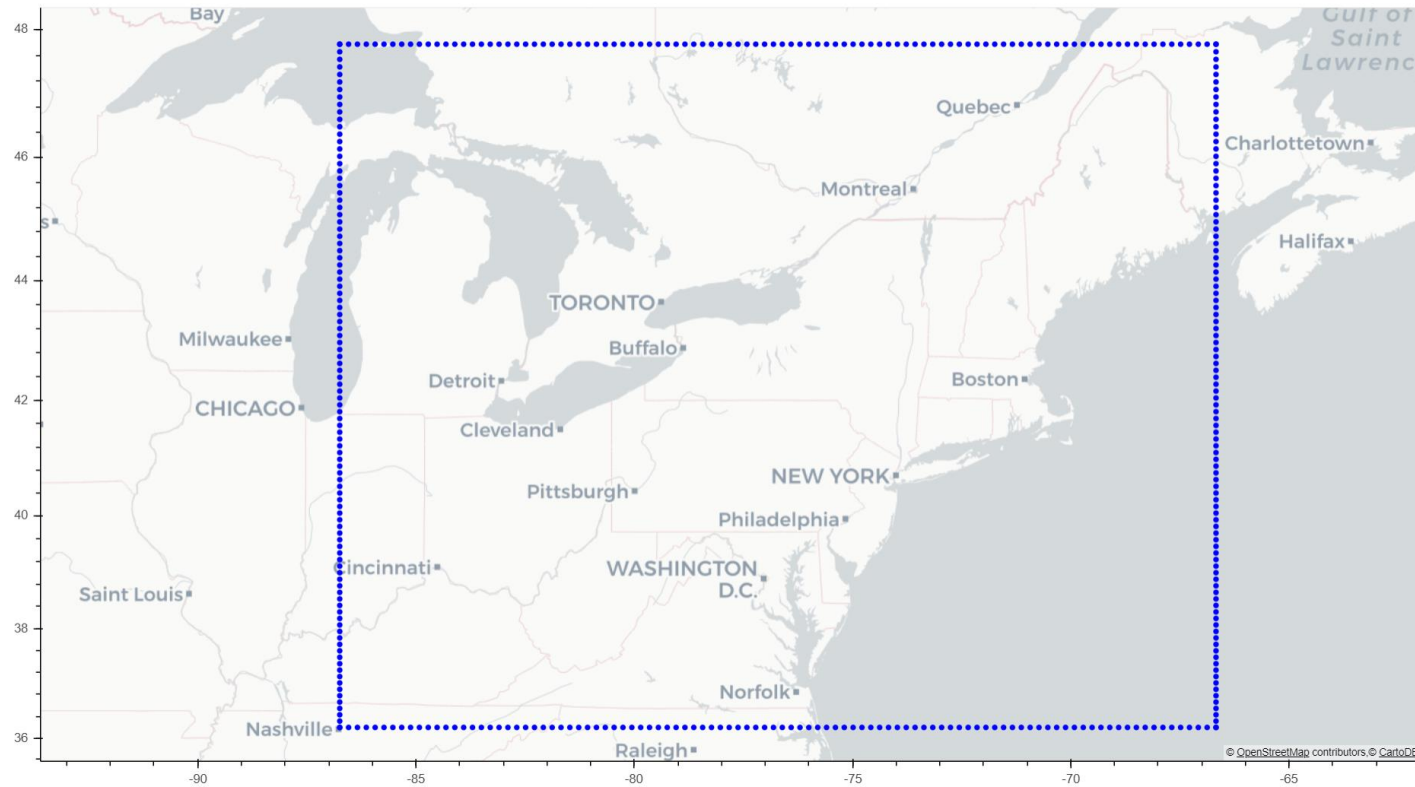 Bay
48
Gulf of
Saint
Lawrenc
Quebec
46
Charlottetown
Montreal
s
Halifax
44
TORONTO
Milwaukee
Buffalo
Detroit
Boston
42
CHICAGO
Cleveland
NEW YORK
Pittsburgh
40
Philadelphia
Cincinnati
WASHINGTON
D.C.
Saint Louis
38
Norfolk
Nashville
36
Raleigh
© OpenStreetMap contributors,© CartoDB
-90
-85
-80
-75
-70
-65